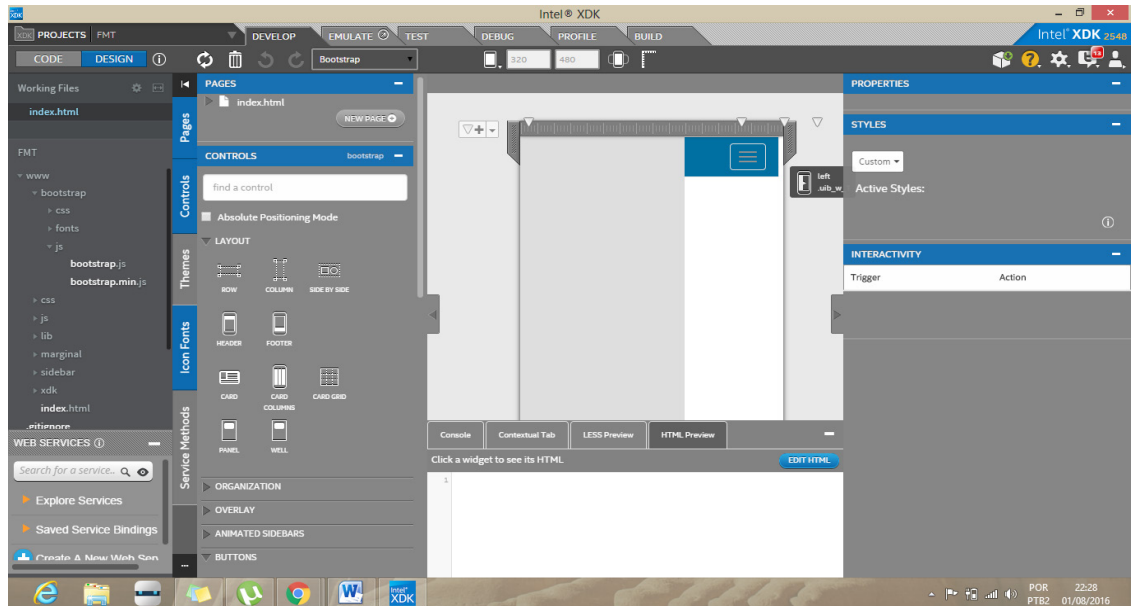 XDK
Intel® XDK
XDK PROJECTS FMT
DEVELOP
EMULATE
TEST
DEBUG
PROFILE
BUILD
Intel® XDK 2548
CODE
DESIGN
Bootstrap
320
480
Working Files
index.html
FMT
www
bootstrap
css
fonts
js
bootstrap.js
bootstrap.min.js
css
js
lib
marginal
sidebar
xdk
index.html
.gitignore
WEB SERVICES
Search for a service..
Explore Services
Saved Service Bindings
Create A New Web Ser
Pages
Controls
Themes
Icon Fonts
Service Methods
...
PAGES
index.html
NEW PAGE
CONTROLS bootstrap
find a control
Absolute Positioning Mode
LAYOUT
ROW COLUMN SIDE BY SIDE
HEADER FOOTER
CARD CARD COLUMNS CARD GRID
PANEL WELL
ORGANIZATION
OVERLAY
ANIMATED SIDEBARS
BUTTONS
left
.uib_w_
Console
Contextual Tab
LESS Preview
HTML Preview
Click a widget to see its HTML
EDIT HTML
1
PROPERTIES
STYLES
Custom
Active Styles:
INTERACTIVITY
Trigger Action
intel XDK
POR 22:28
PTB2 01/08/2016